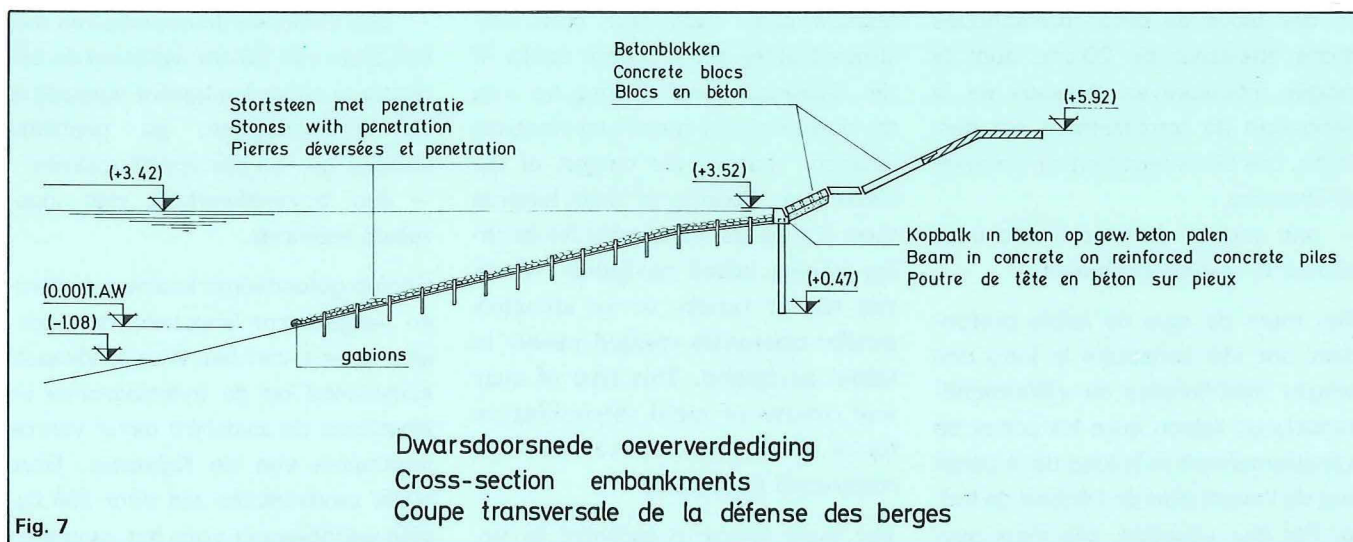 Betonblokken
Concrete blocs
Blocs en béton
(+5.92)
Stortsteen met penetratie
Stones with penetration
Pierres déversées et penetration
(+3.42)
(+3.52)
Kopbalk in beton op gew. beton palen
Beam in concrete on reinforced concrete piles
Poutre de tête en béton sur pieux
(+0.47)
(0.00)T.A.W
(-1.08)
gabions
Dwarsdoorsnede oeververdediging
Cross-section embankments
Coupe transversale de la défense des berges
Fig. 7